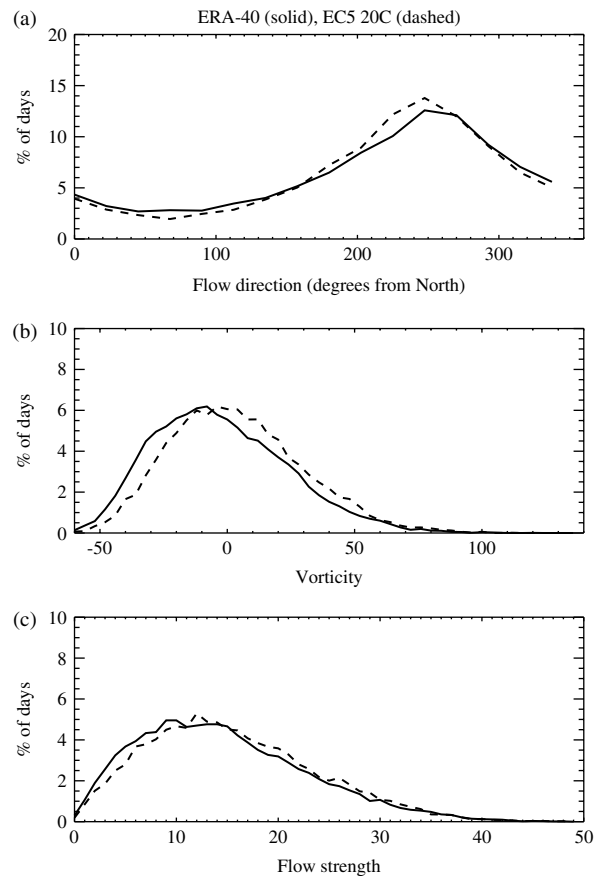 (a)
ERA-40 (solid), EC5 20C (dashed)
20
15
10
5
0
% of days
0 100 200 300
Flow direction (degrees from North)
(b)
10
8
6
4
2
0
% of days
-50 0 50 100
Vorticity
(c)
10
8
6
4
2
0
% of days
0 10 20 30 40 50
Flow strength